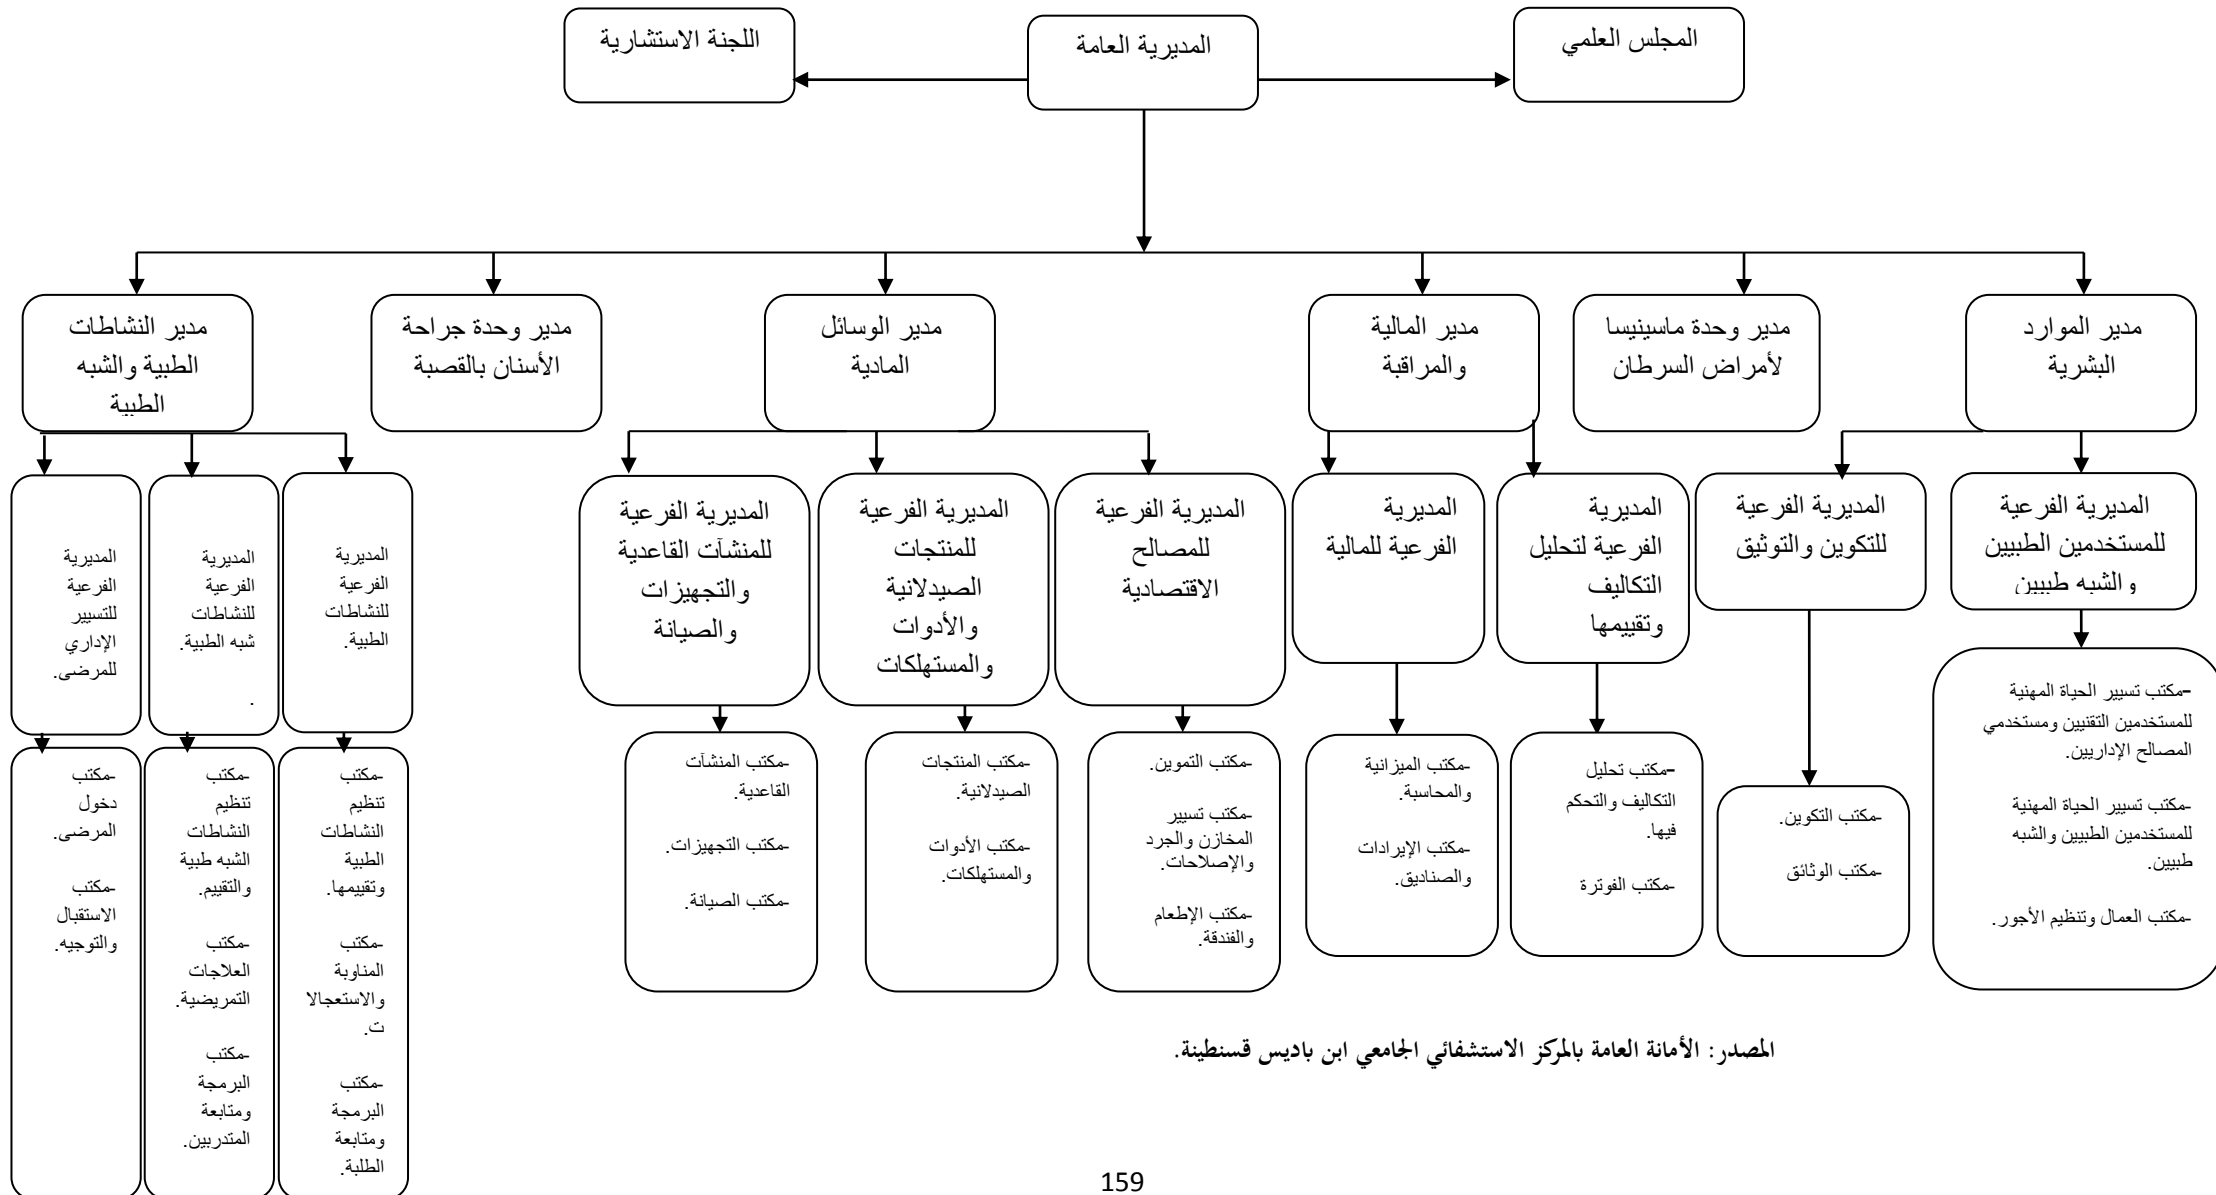 المجلس العلمي
المديرية العامة
اللجنة الاستشارية
مدير الموارد
البشرية
مدير وحدة ماسينيسا
لأمراض السرطان
مدير المالية
والمراقبة
مدير الوسائل
المادية
مدير وحدة جراحة
الأسنان بالقصبة
مدير النشاطات
الطبية والشبه
الطبية
المديرية الفرعية
للمستخدمين الطبيين
والشبه طبيين
المديرية الفرعية
للتكوين والتوثيق
المديرية
الفرعية لتحليل
التكاليف
وتقييمها
المديرية
الفرعية للمالية
المديرية الفرعية
للمصالح
الاقتصادية
المديرية الفرعية
للمنتجات
الصيدلانية
والأدوات
والمستهلكات
المديرية الفرعية
للمنشآت القاعدية
والتجهيزات
والصيانة
المديرية
الفرعية
للنشاطات
الطبية.
المديرية
الفرعية
للنشاطات
شبه الطبية.
.
المديرية
الفرعية
للتسيير
الإداري
للمرضى.
-مكتب تسيير الحياة المهنية
للمستخدمين التقنيين ومستخدمي
المصالح الإداريين.
-مكتب تسيير الحياة المهنية
للمستخدمين الطبيين والشبه
طبيين.
-مكتب العمال وتنظيم الأجور.
-مكتب التكوين.
-مكتب الوثائق
-مكتب تحليل
التكاليف والتحكم
فيها.
-مكتب الفوترة
-مكتب الميزانية
والمحاسبة.
-مكتب الإيرادات
والصناديق.
-مكتب التموين.
-مكتب تسيير
المخازن والجرد
والإصلاحات.
-مكتب الإطعام
والفندقة.
-مكتب المنتجات
الصيدلانية.
-مكتب الأدوات
والمستهلكات.
-مكتب المنشآت
القاعدية.
-مكتب التجهيزات.
-مكتب الصيانة.
-مكتب
تنظيم
النشاطات
الطبية
وتقييمها.
-مكتب
المناوبة
والاستعجالا
ت.
-مكتب
البرمجة
ومتابعة
الطلبة.
-مكتب
تنظيم
النشاطات
الشبه طبية
والتقييم.
-مكتب
العلاجات
التمريضية.
-مكتب
البرمجة
ومتابعة
المتدربين.
-مكتب
دخول
المرضى.
-مكتب
الاستقبال
والتوجيه.
المصدر: الأمانة العامة بالمركز الاستشفائي الجامعي ابن باديس قسنطينة.
159